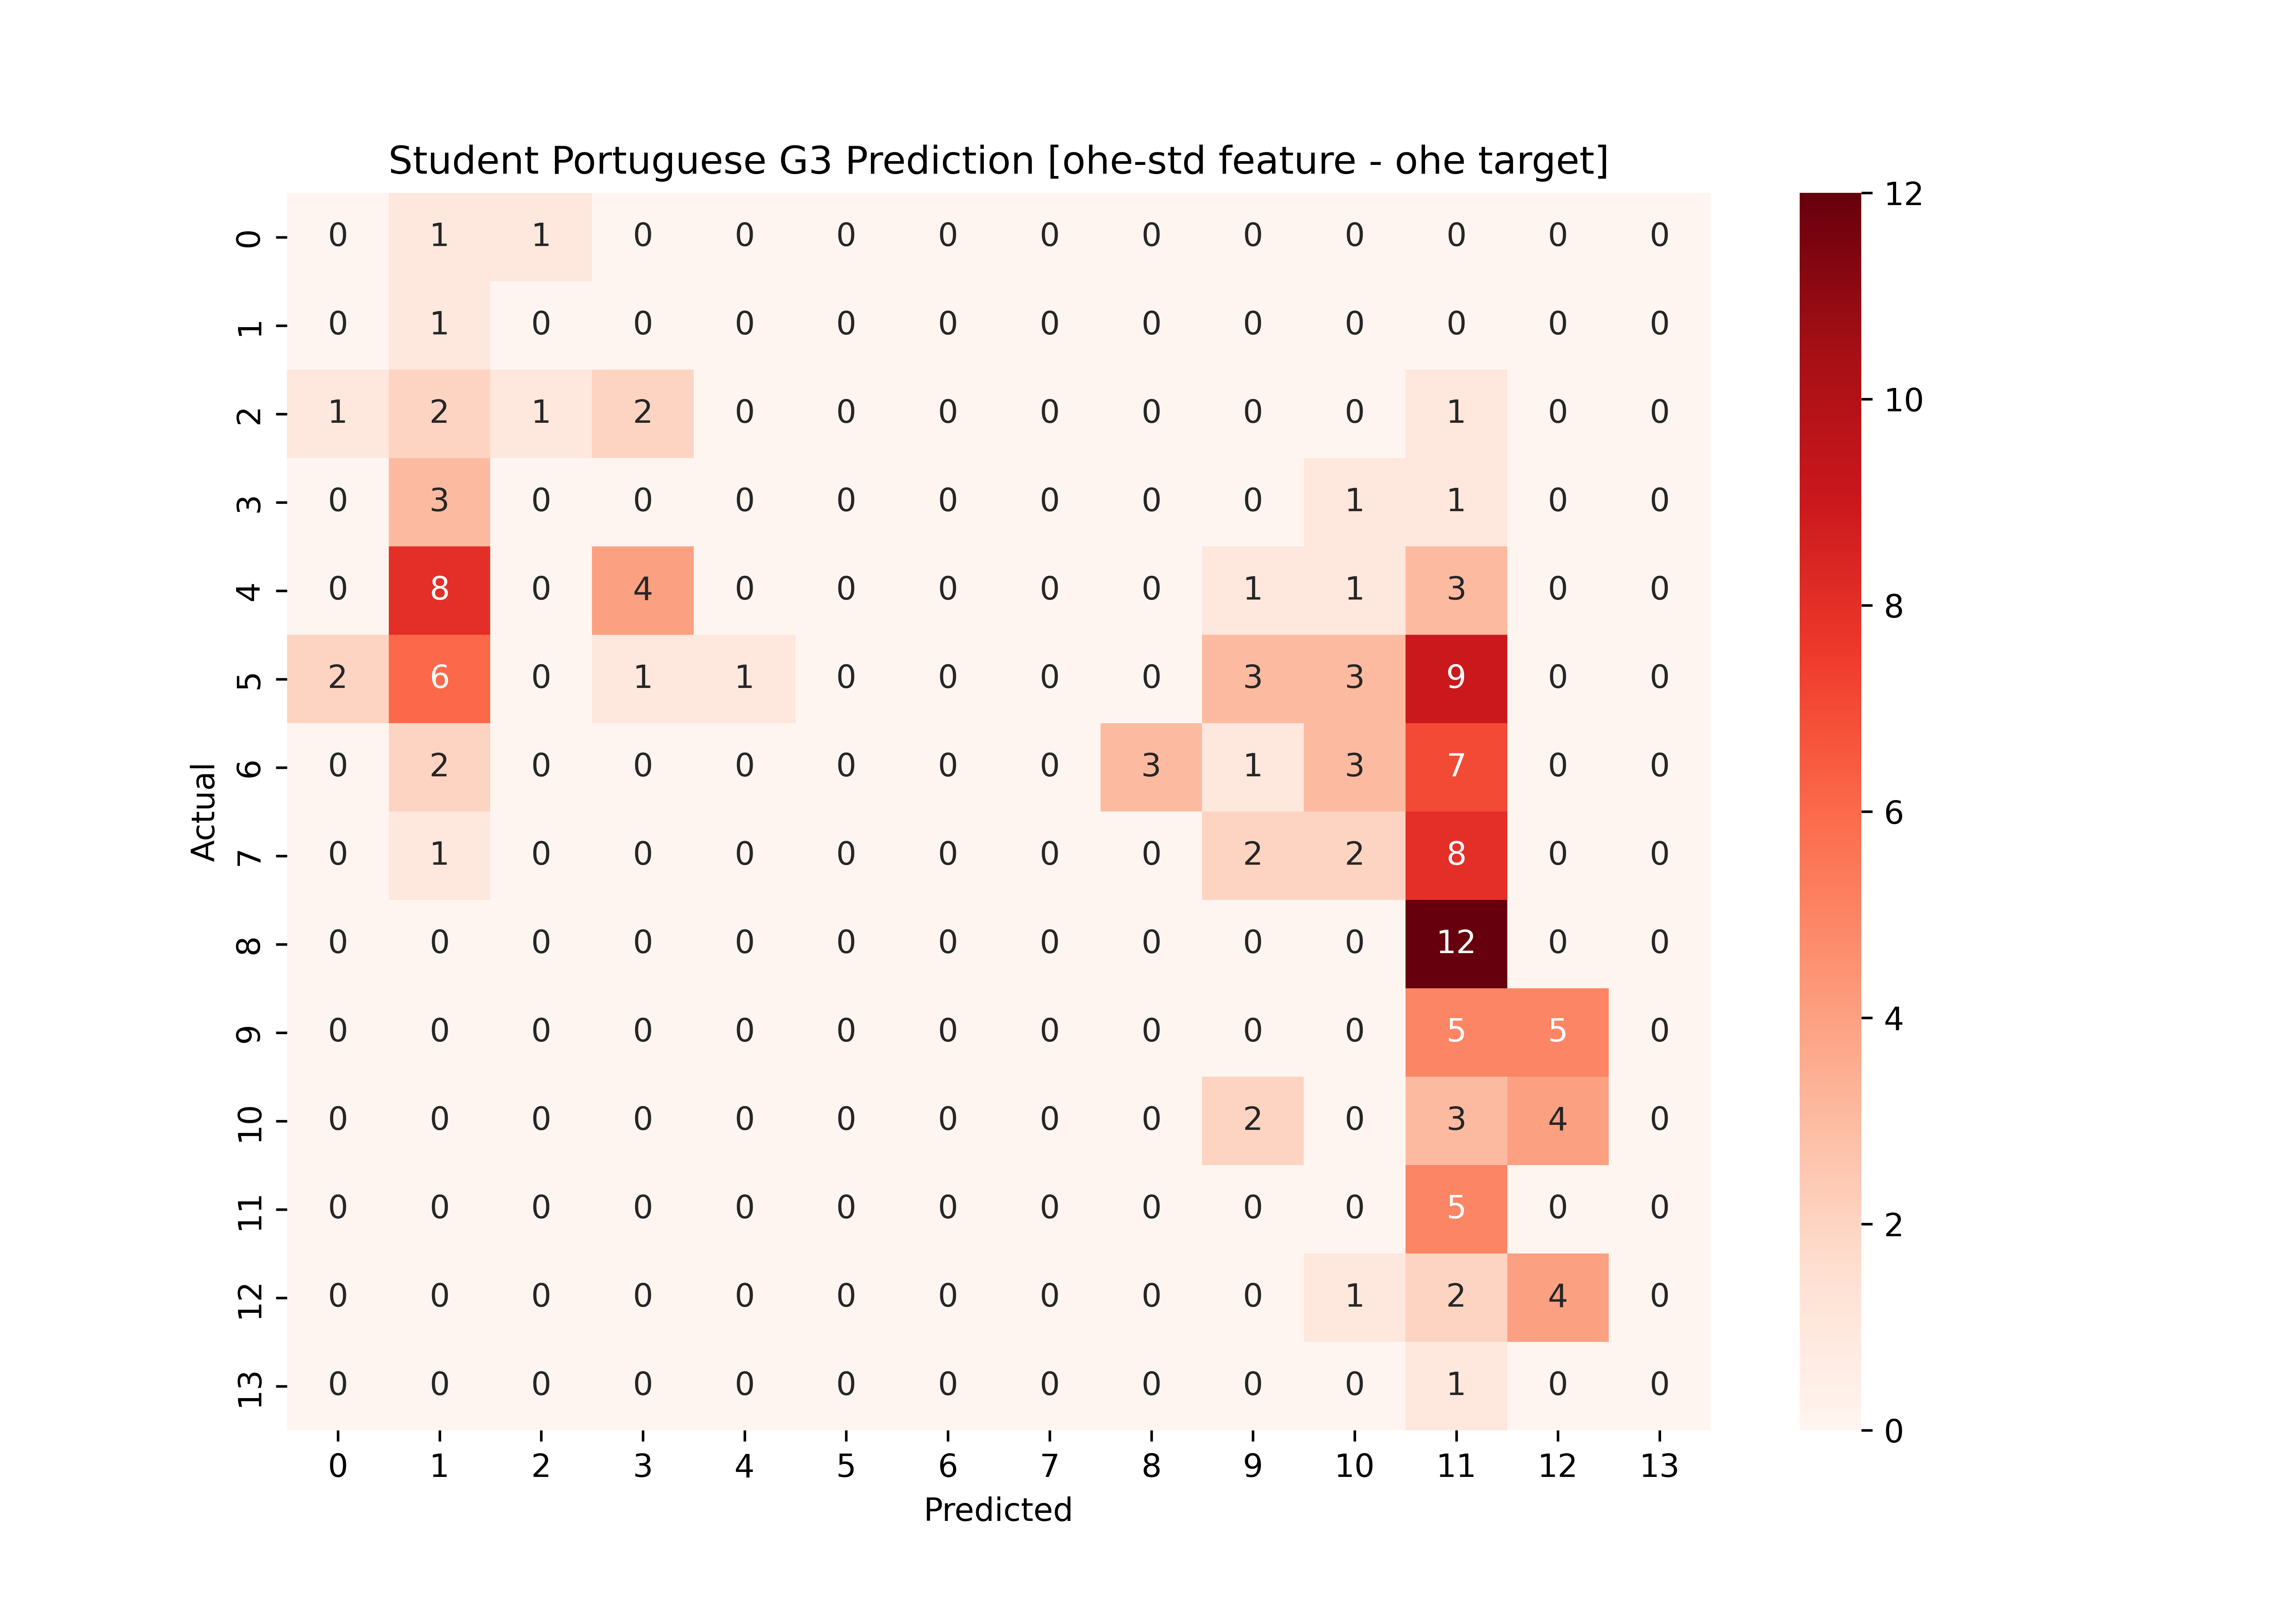 Student Portuguese G3 Prediction [ohe-std feature - ohe target]
0 0 1 1 0 0 0 0 0 0 0 0 0 0 0
1 0 1 0 0 0 0 0 0 0 0 0 0 0 0
2 1 2 1 2 0 0 0 0 0 0 0 1 0 0
3 0 3 0 0 0 0 0 0 0 0 1 1 0 0
4 0 8 0 4 0 0 0 0 0 1 1 3 0 0
5 2 6 0 1 1 0 0 0 0 3 3 9 0 0
6 0 2 0 0 0 0 0 0 3 1 3 7 0 0
7 0 1 0 0 0 0 0 0 0 2 2 8 0 0
8 0 0 0 0 0 0 0 0 0 0 0 12 0 0
9 0 0 0 0 0 0 0 0 0 0 0 5 5 0
10 0 0 0 0 0 0 0 0 0 2 0 3 4 0
11 0 0 0 0 0 0 0 0 0 0 0 5 0 0
12 0 0 0 0 0 0 0 0 0 0 1 2 4 0
13 0 0 0 0 0 0 0 0 0 0 0 1 0 0
0 1 2 3 4 5 6 7 8 9 10 11 12 13
Predicted
Actual
12
10
8
6
4
2
0